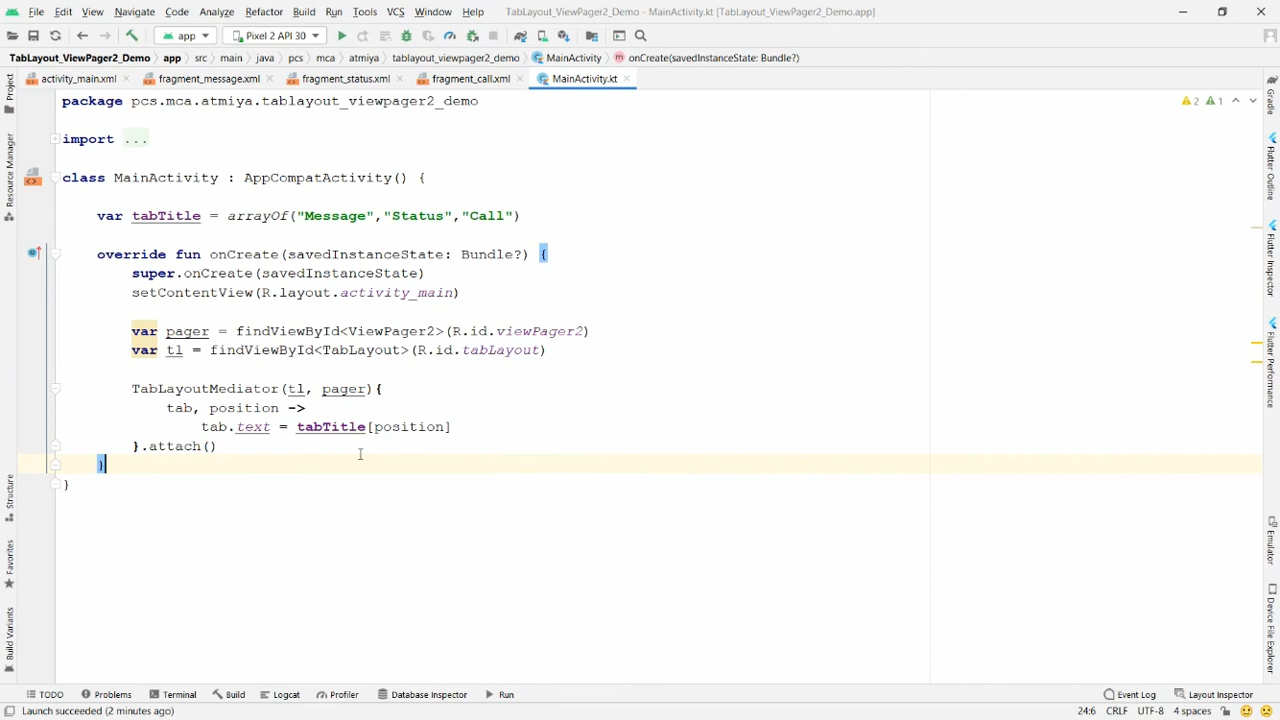 File Edit View Navigate Code Analyze Refactor Build Run Tools VCS Window Help TabLayout_ViewPager2_Demo - MainActivity.kt [TabLayout_ViewPager2_Demo.app]
app Pixel 2 API 30
TabLayout_ViewPager2_Demo app src main java pcs mca atmiya tablayout_viewpager2_demo MainActivity onCreate(savedInstanceState: Bundle?)
activity_main.xml fragment_message.xml fragment_status.xml fragment_call.xml MainActivity.kt
package pcs.mca.atmiya.tablayout_viewpager2_demo
2 1
import ...
class MainActivity : AppCompatActivity() {
var tabTitle = arrayOf("Message","Status","Call")
override fun onCreate(savedInstanceState: Bundle?) {
super.onCreate(savedInstanceState)
setContentView(R.layout.activity_main)
var pager = findViewById<ViewPager2>(R.id.viewPager2)
var tl = findViewById<TabLayout>(R.id.tabLayout)
TabLayoutMediator(tl, pager){
tab, position ->
tab.text = tabTitle[position]
}.attach()
}
}
Project
Resource Manager
Structure
Favorites
Build Variants
Gradle
Flutter Outline
Flutter Inspector
Flutter Performance
Emulator
Device File Explorer
TODO Problems Terminal Build Logcat Profiler Database Inspector Run Event Log Layout Inspector
Launch succeeded (2 minutes ago) 24:6 CRLF UTF-8 4 spaces